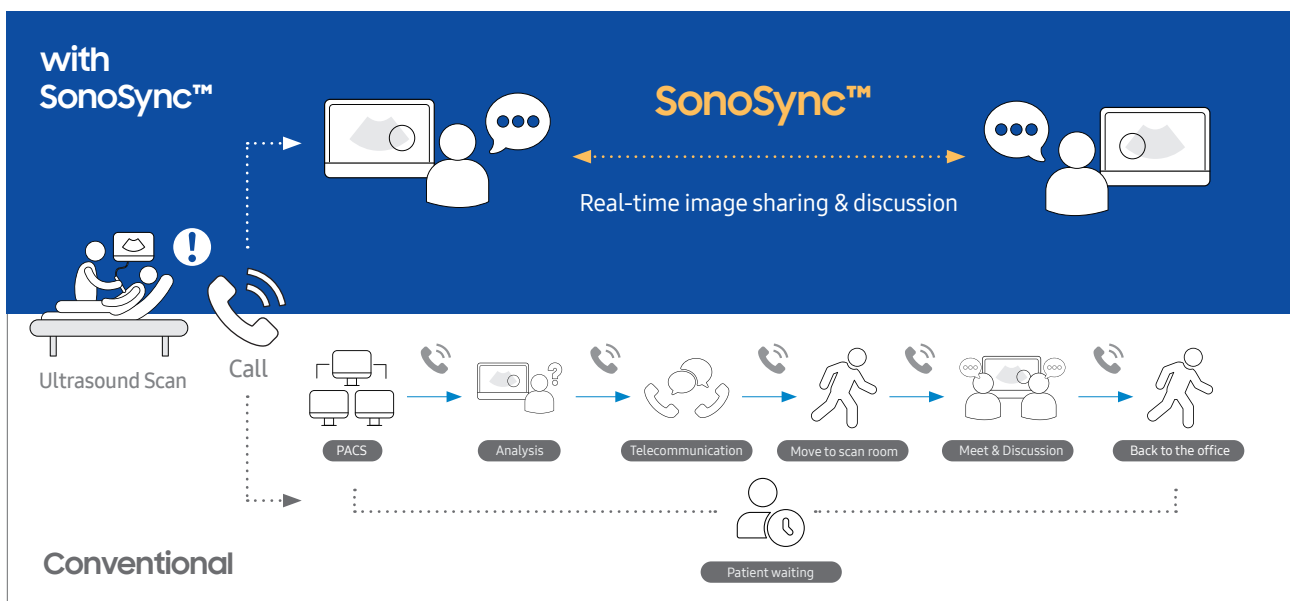 with
SonoSync™
SonoSync™
Real-time image sharing & discussion
Ultrasound Scan
Call
PACS
Analysis
Telecommunication
Move to scan room
Meet & Discussion
Back to the office
Patient waiting
Conventional